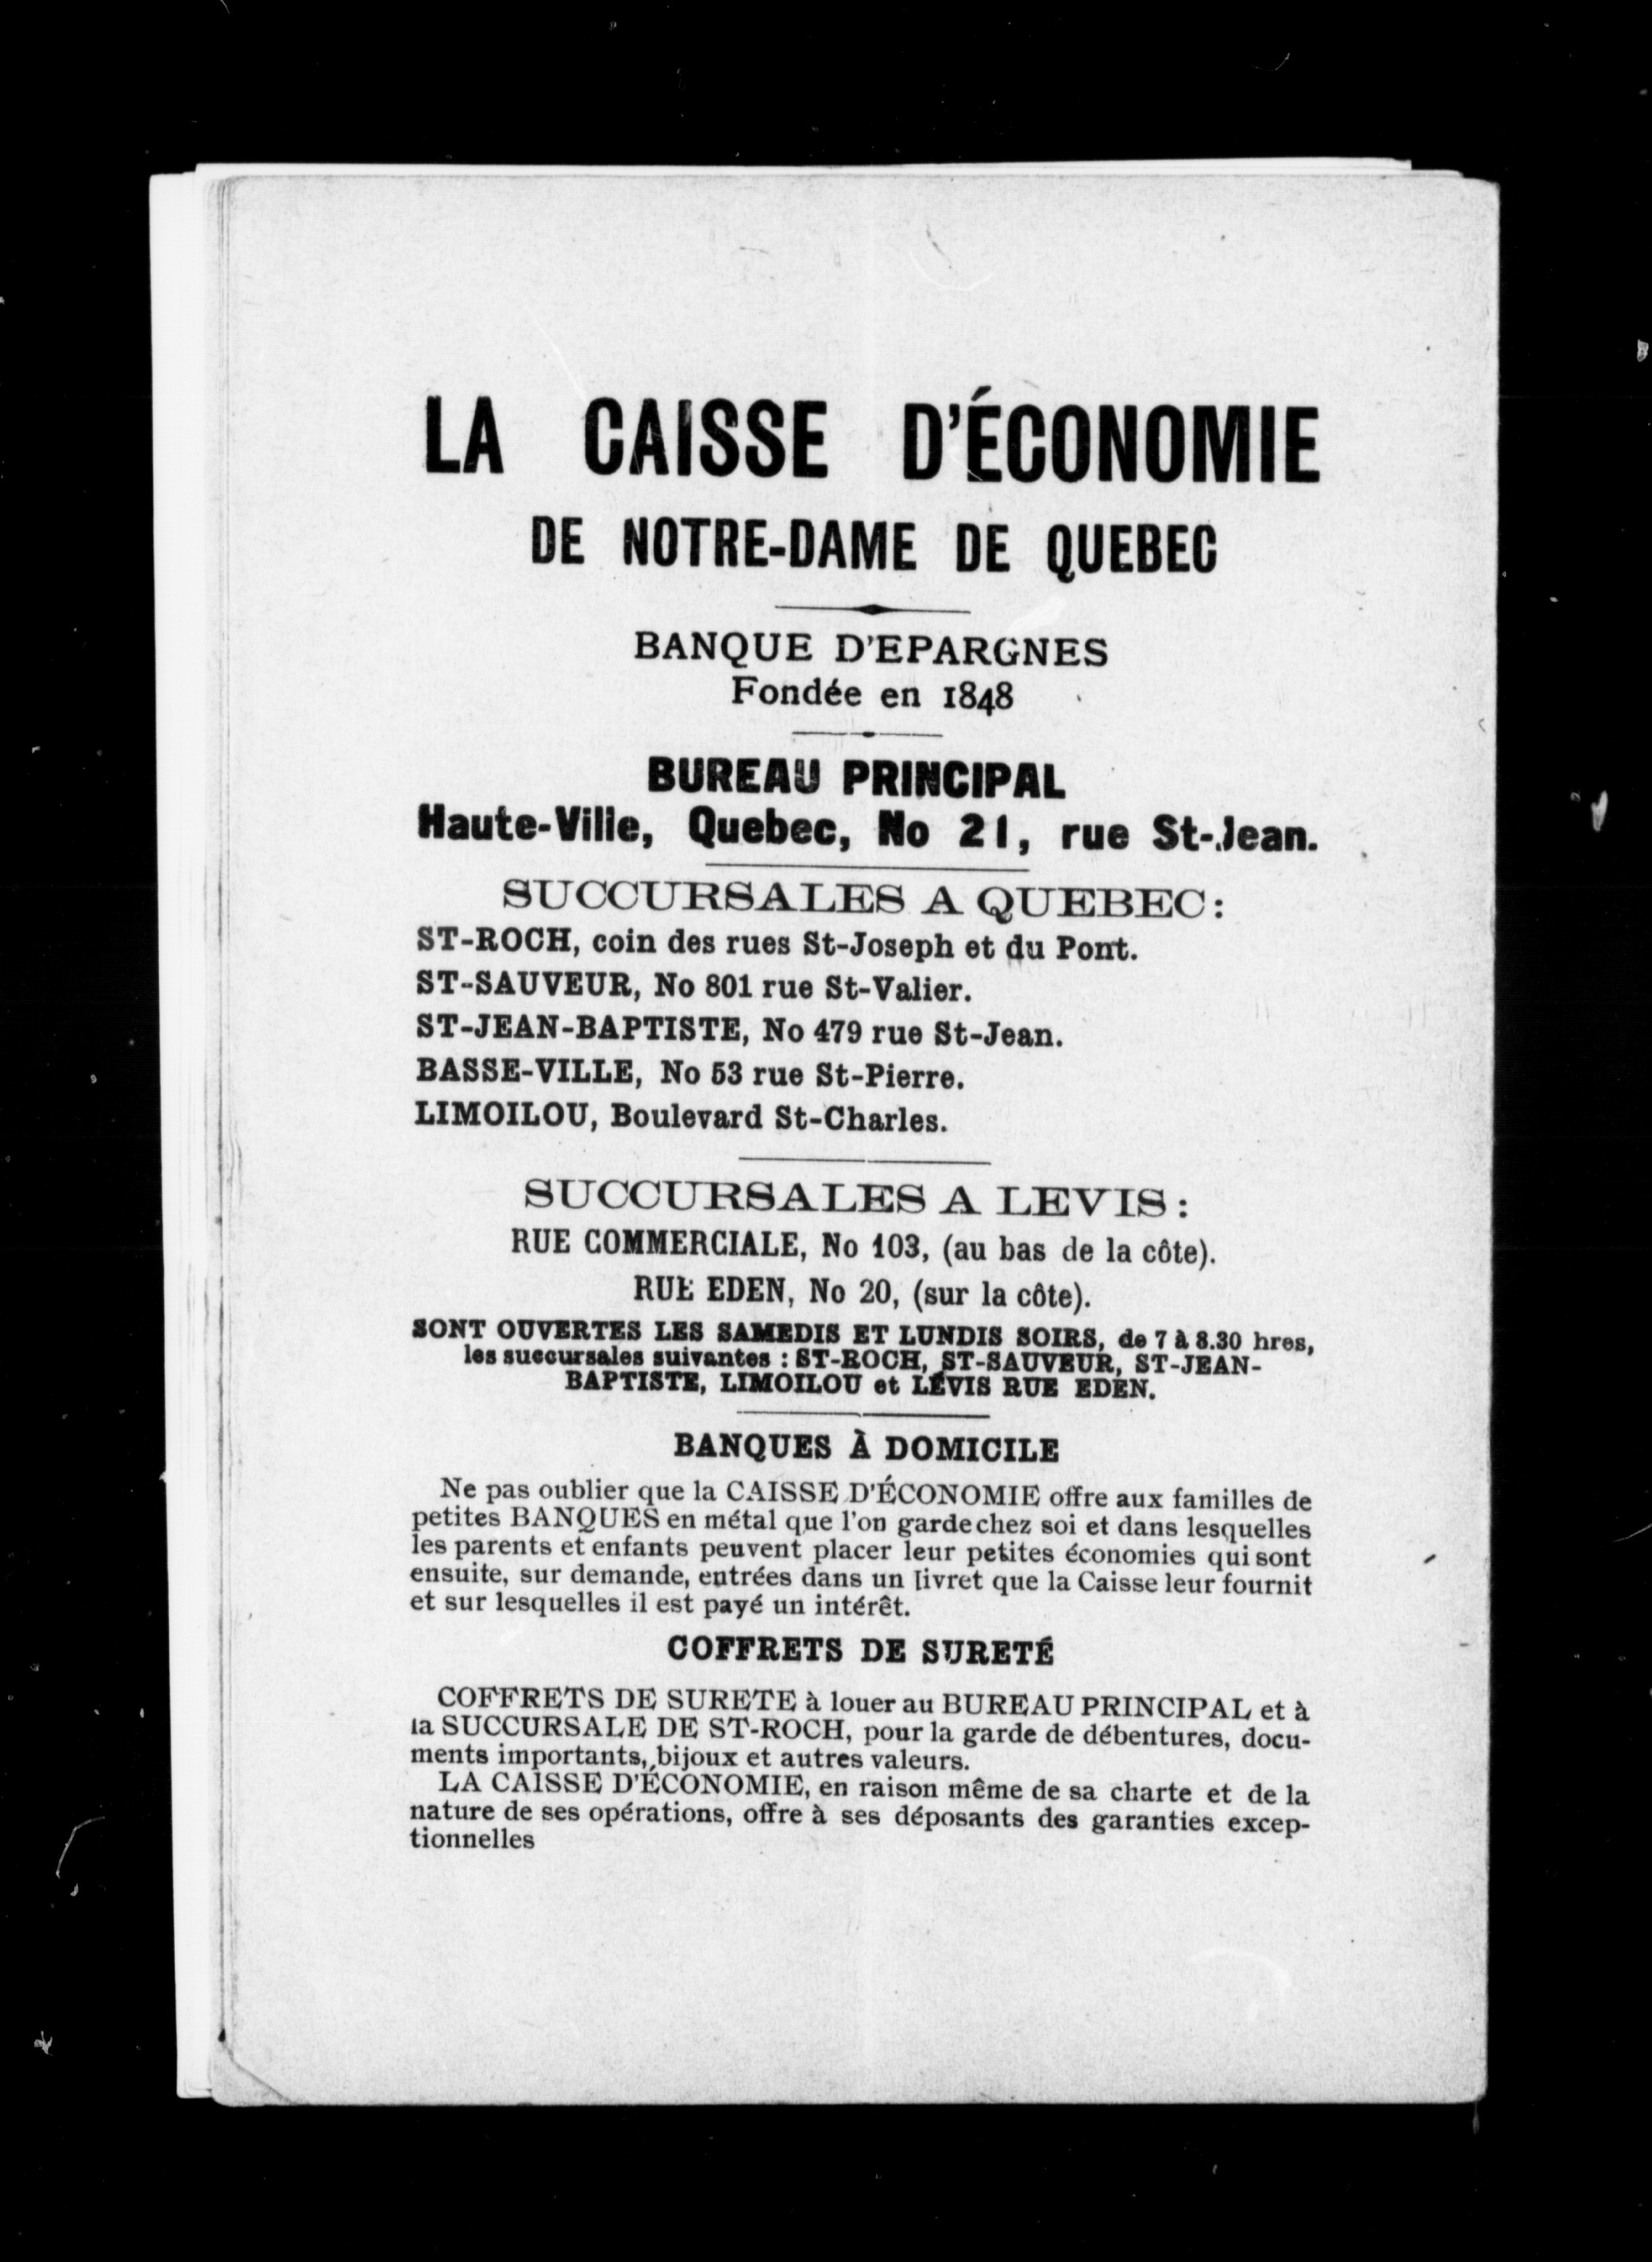 LA CAISSE D'ÉCONOMIE
DE NOTRE-DAME DE QUEBEC
BANQUE D'EPARGNES
Fondée en 1848
BUREAU PRINCIPAL
Haute-Ville, Quebec, No 21, rue St-Jean.
SUCCURSALES A QUEBEC:
ST-ROCH, coin des rues St-Joseph et du Pont.
ST-SAUVEUR, No 801 rue St-Valier.
ST-JEAN-BAPTISTE, No 479 rue St-Jean.
BASSE-VILLE, No 53 rue St-Pierre.
LIMOILOU, Boulevard St-Charles.
SUCCURSALES A LEVIS:
RUE COMMERCIALE, No 103, (au bas de la côte).
RUE EDEN, No 20, (sur la côte).
SONT OUVERTES LES SAMEDIS ET LUNDIS SOIRS, de 7 à 8.30 hres,
les succursales suivantes : ST-ROCH, ST-SAUVEUR, ST-JEAN-
BAPTISTE, LIMOILOU et LÉVIS RUE EDEN.
BANQUES À DOMICILE
Ne pas oublier que la CAISSE D'ÉCONOMIE offre aux familles de
petites BANQUES en métal que l'on garde chez soi et dans lesquelles
les parents et enfants peuvent placer leur petites économies qui sont
ensuite, sur demande, entrées dans un livret que la Caisse leur fournit
et sur lesquelles il est payé un intérêt.
COFFRETS DE SURETÉ
COFFRETS DE SURETE à louer au BUREAU PRINCIPAL et à
la SUCCURSALE DE ST-ROCH, pour la garde de débentures, docu-
ments importants, bijoux et autres valeurs.
LA CAISSE D'ÉCONOMIE, en raison même de sa charte et de la
nature de ses opérations, offre à ses déposants des garanties excep-
tionnelles